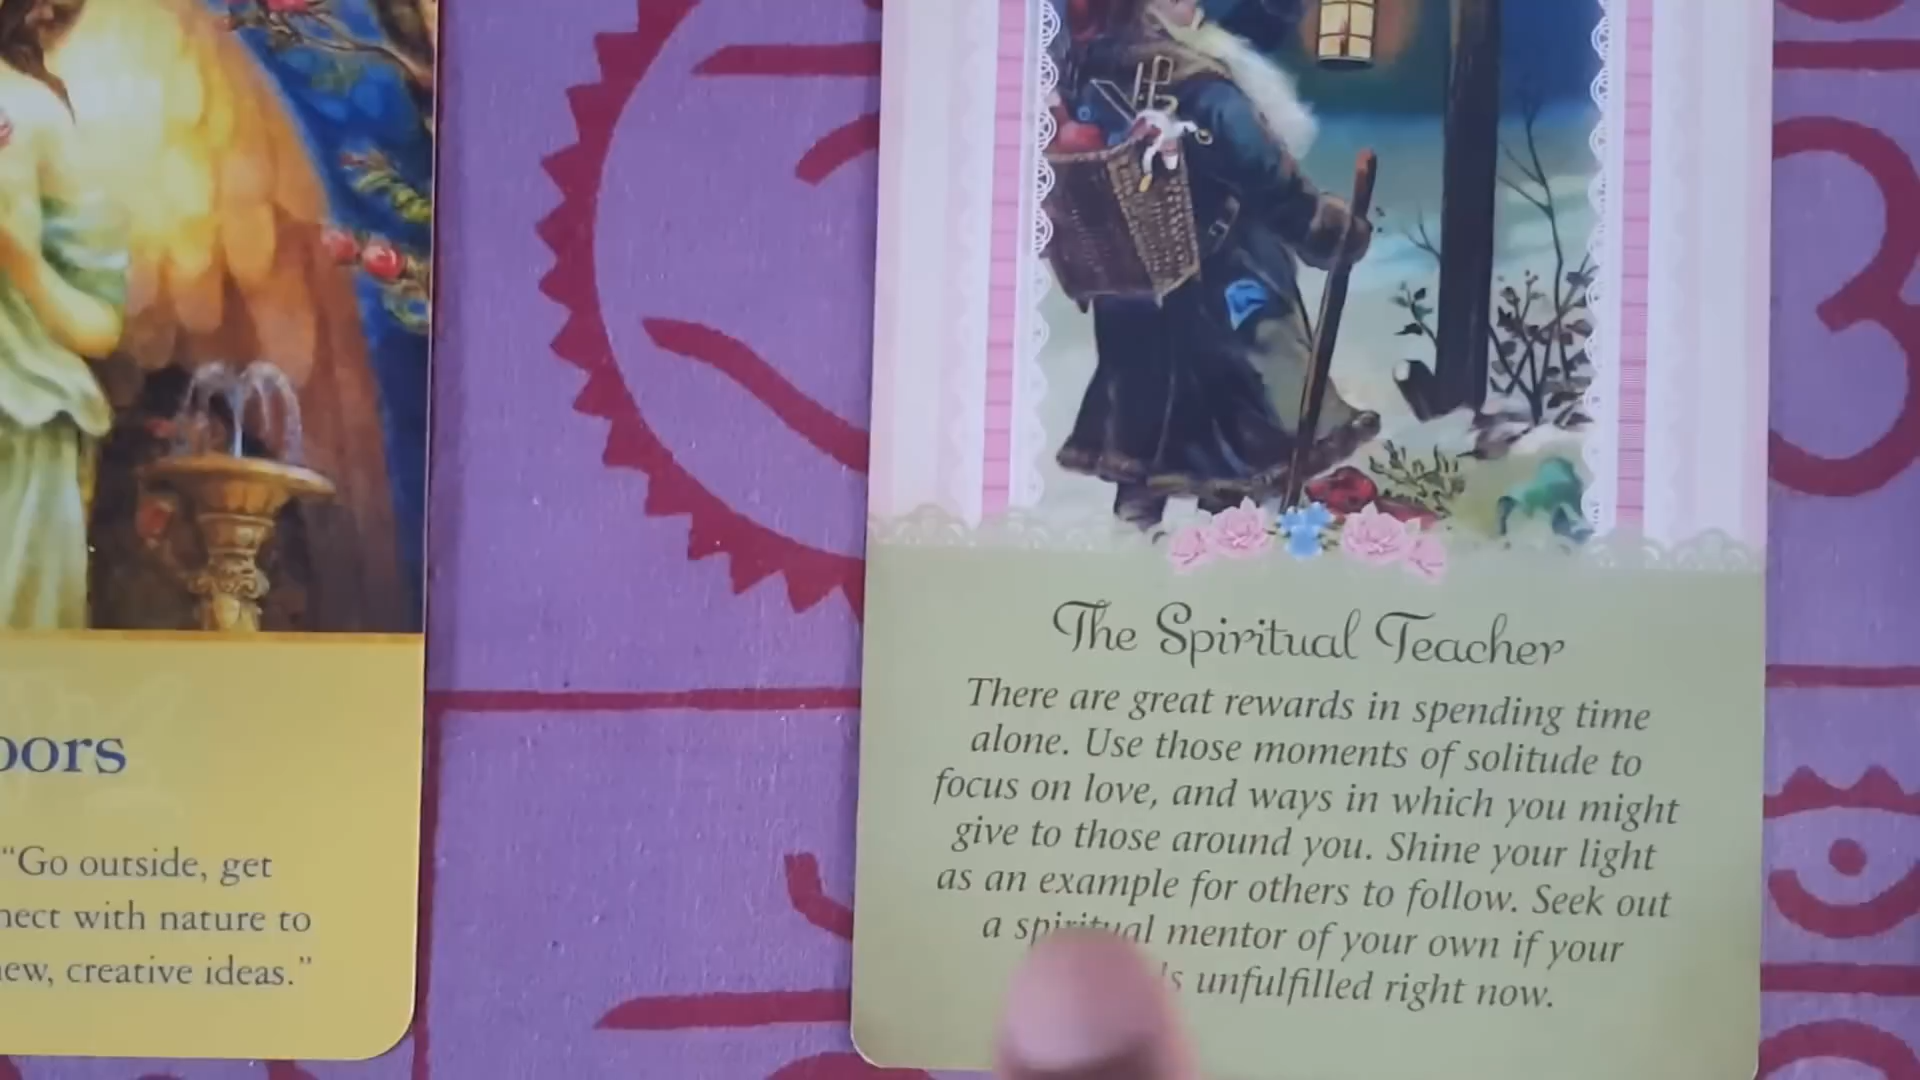 “Go outside, get
with nature to
creative ideas.”
The Spiritual Teacher
There are great rewards in spending time
alone. Use those moments of solitude to
focus on love, and ways in which you might
give to those around you. Shine your light
as an example for others to follow. Seek out
a spiritual mentor of your own if your
unfulfilled right now.